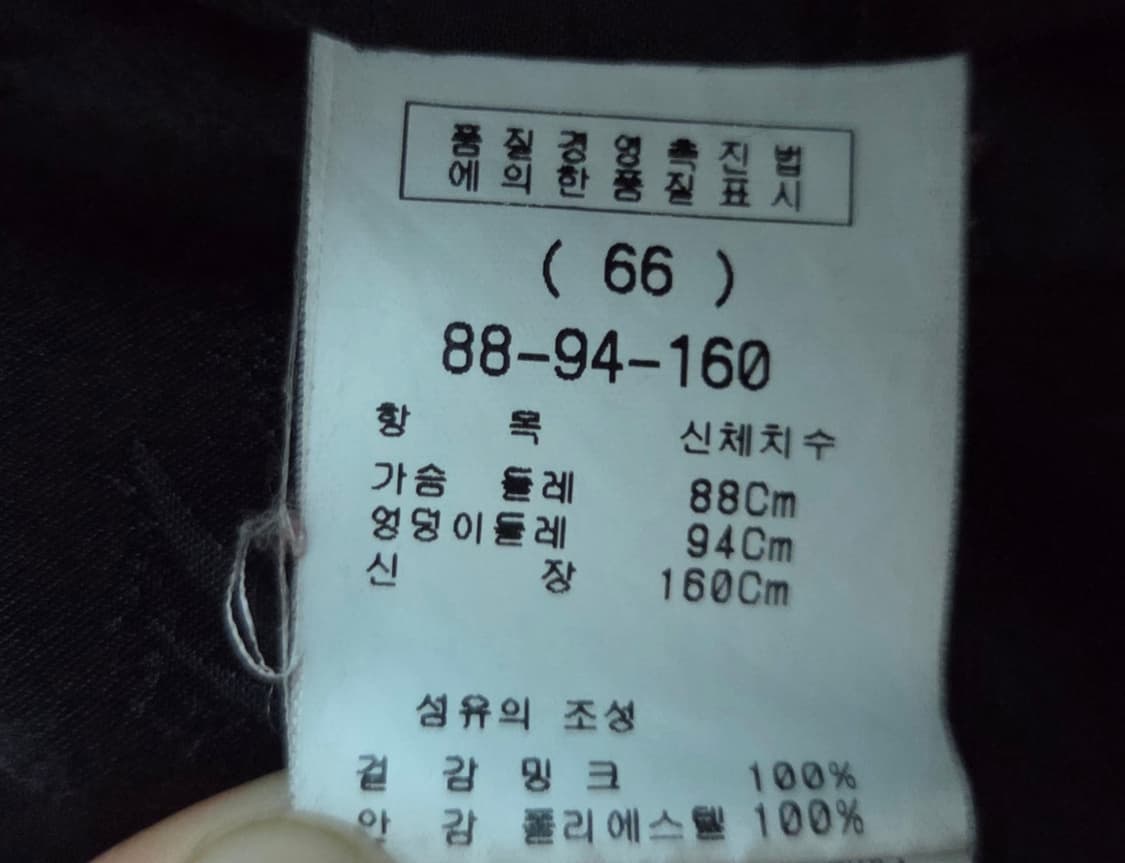 품질경영촉진법
에의한품질표시
( 66 )
88-94-160
항 목 신체치수
가슴 둘레 88Cm
엉덩이둘레 94Cm
신 장 160Cm
섬유의 조성
겉 감 밍 크 100%
안 감 폴리에스텔 100%